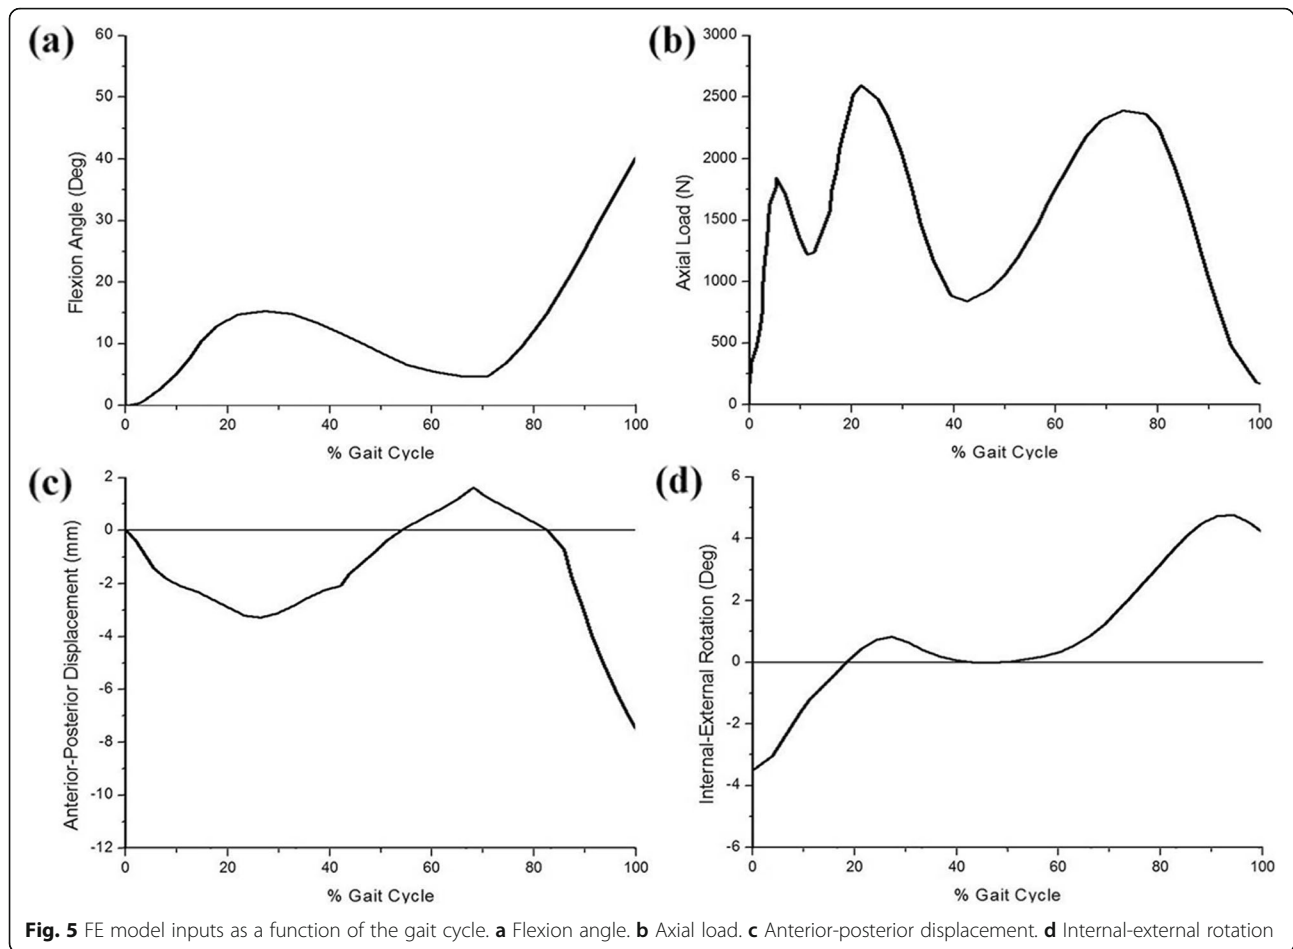 (a)
60
50
40
30
20
10
0
Flexion Angle (Deg)
0 20 40 60 80 100
% Gait Cycle
(b)
3000
2500
2000
1500
1000
500
0
Axial Load (N)
0 20 40 60 80 100
% Gait Cycle
(c)
2
0
-2
-4
-6
-8
-10
-12
Anterior-Posterior Displacement (mm)
0 20 40 60 80 100
% Gait Cycle
(d)
6
4
2
0
-2
-4
-6
Internal-External Rotation (Deg)
0 20 40 60 80 100
% Gait Cycle
Fig. 5 FE model inputs as a function of the gait cycle. a Flexion angle. b Axial load. c Anterior-posterior displacement. d Internal-external rotation